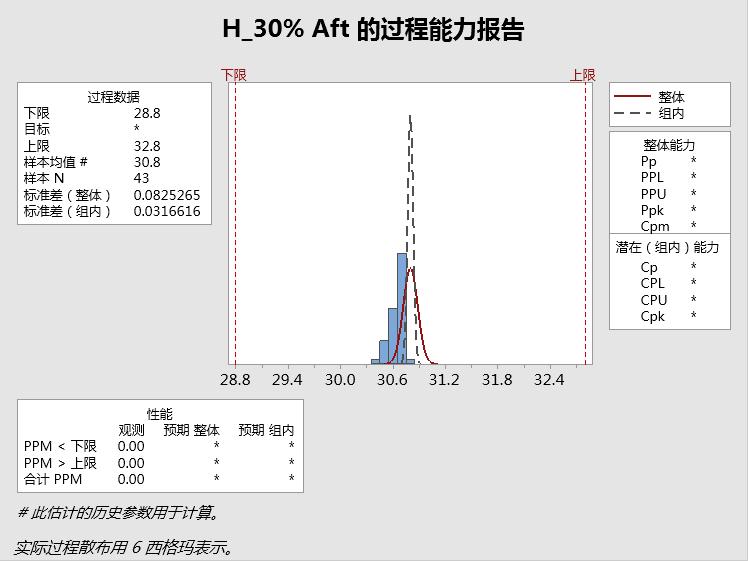 H_30% Aft 的过程能力报告
下限 上限
过程数据
下限 28.8
目标 *
上限 32.8
样本均值 # 30.8
样本 N 43
标准差(整体) 0.0825265
标准差(组内) 0.0316616
整体
组内
整体能力
Pp *
PPL *
PPU *
Ppk *
Cpm *
潜在(组内)能力
Cp *
CPL *
CPU *
Cpk *
28.8 29.4 30.0 30.6 31.2 31.8 32.4
性能
观测 预期 整体 预期 组内
PPM < 下限 0.00 * *
PPM > 上限 0.00 * *
合计 PPM 0.00 * *
# 此估计的历史参数用于计算。
实际过程散布用 6 西格玛表示。